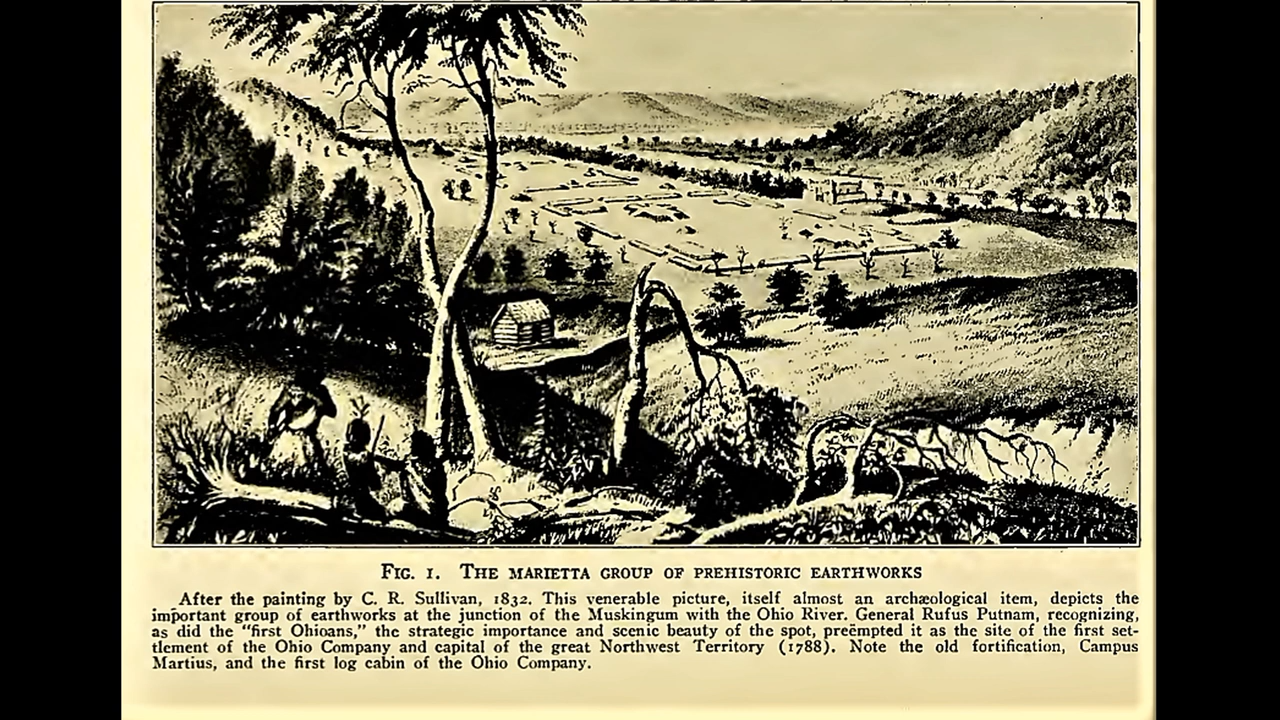 Fig. 1. The Marietta group of prehistoric earthworks
After the painting by C. R. Sullivan, 1832. This venerable picture, itself almost an archæological item, depicts the
important group of earthworks at the junction of the Muskingum with the Ohio River. General Rufus Putnam, recognizing,
as did the “first Ohioans,” the strategic importance and scenic beauty of the spot, preëmpted it as the site of the first set-
tlement of the Ohio Company and capital of the great Northwest Territory (1788). Note the old fortification, Campus
Martius, and the first log cabin of the Ohio Company.